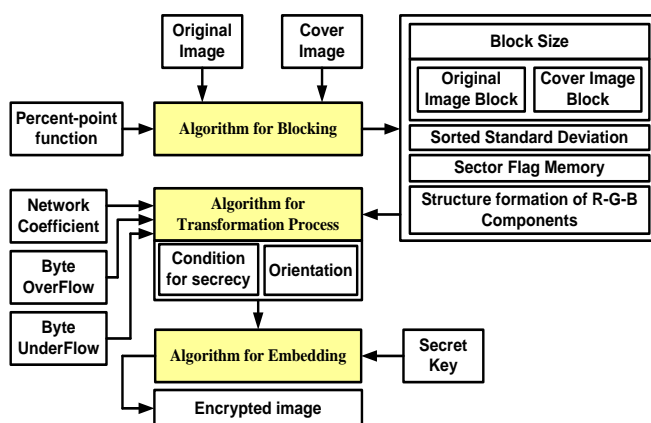 Original
Image
Cover
Image
Block Size
Original
Image Block
Cover Image
Block
Percent-point
function
Algorithm for Blocking
Sorted Standard Deviation
Sector Flag Memory
Structure formation of R-G-B
Components
Network
Coefficient
Algorithm for
Transformation Process
Condition
for secrecy
Orientation
Byte
OverFlow
Byte
UnderFlow
Algorithm for Embedding
Secret
Key
Encrypted image